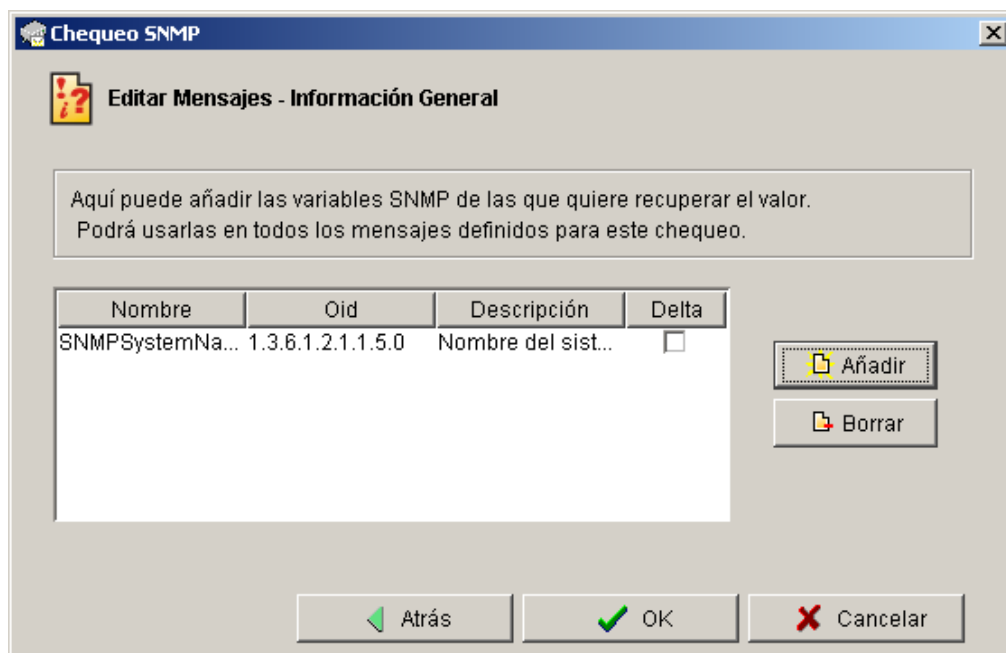 Chequeo SNMP
Editar Mensajes - Información General
Aquí puede añadir las variables SNMP de las que quiere recuperar el valor.
Podrá usarlas en todos los mensajes definidos para este chequeo.
Nombre Oid Descripción Delta
SNMPSystemNa... 1.3.6.1.2.1.1.5.0 Nombre del sist...
Añadir
Borrar
Atrás OK Cancelar